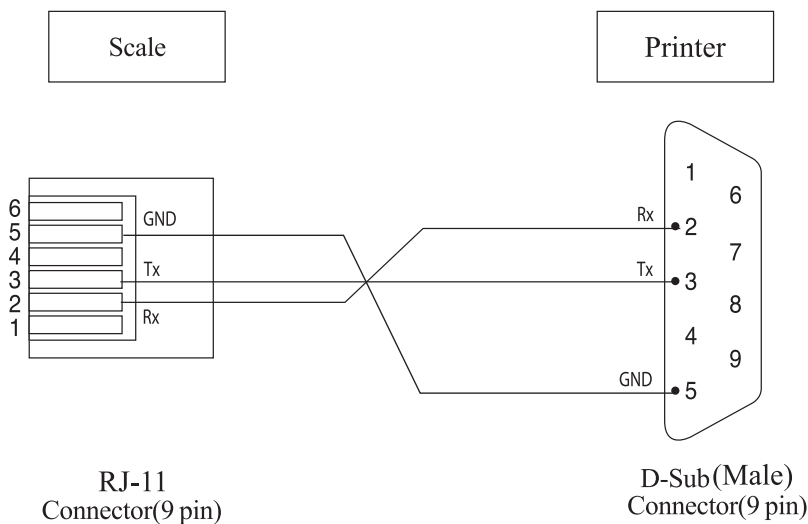 Scale
Printer
6
5
4
3
2
1
GND
Tx
Rx
Rx
Tx
GND
1
2
3
4
5
6
7
8
9
RJ-11
Connector(9 pin)
D-Sub(Male)
Connector(9 pin)